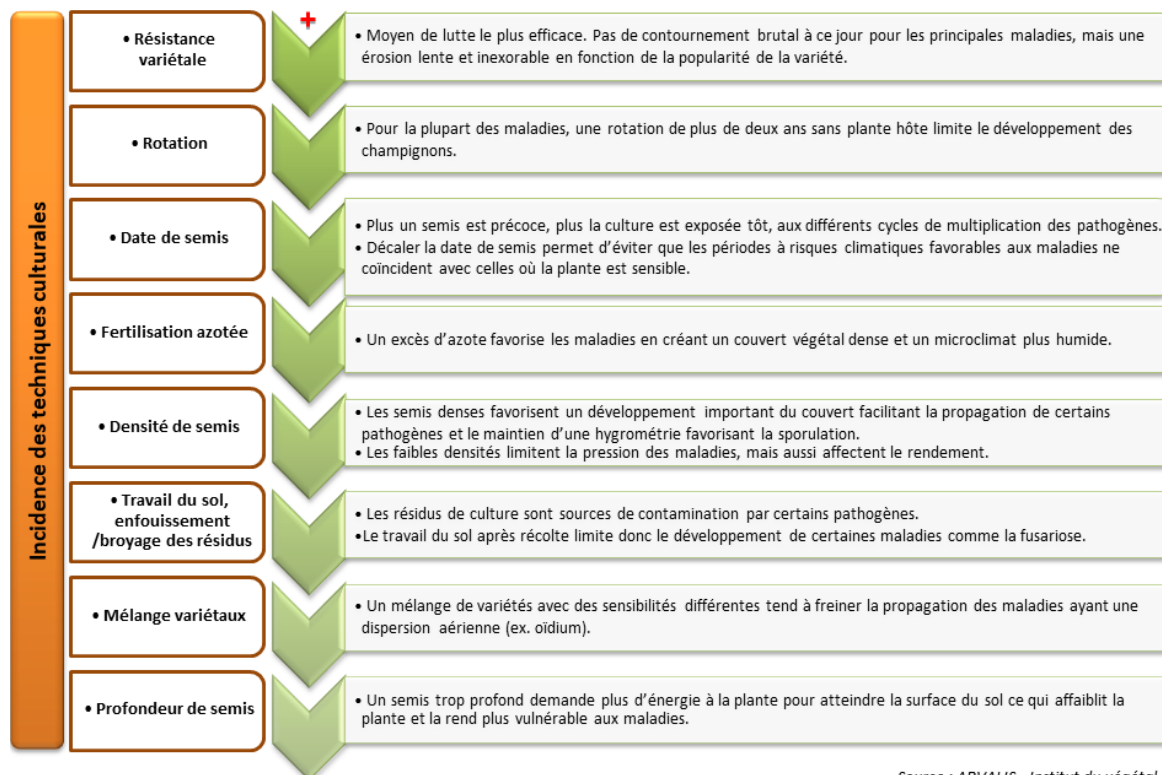 Incidence des techniques culturales
+
• Résistance
variétale
• Moyen de lutte le plus efficace. Pas de contournement brutal à ce jour pour les principales maladies, mais une
érosion lente et inexorable en fonction de la popularité de la variété.
• Rotation
• Pour la plupart des maladies, une rotation de plus de deux ans sans plante hôte limite le développement des
champignons.
• Date de semis
• Plus un semis est précoce, plus la culture est exposée tôt, aux différents cycles de multiplication des pathogènes.
• Décaler la date de semis permet d'éviter que les périodes à risques climatiques favorables aux maladies ne
coïncident avec celles où la plante est sensible.
• Fertilisation azotée
• Un excès d'azote favorise les maladies en créant un couvert végétal dense et un microclimat plus humide.
• Densité de semis
• Les semis denses favorisent un développement important du couvert facilitant la propagation de certains
pathogènes et le maintien d'une hygrométrie favorisant la sporulation.
• Les faibles densités limitent la pression des maladies, mais aussi affectent le rendement.
• Travail du sol,
enfouissement
/broyage des résidus
• Les résidus de culture sont sources de contamination par certains pathogènes.
•Le travail du sol après récolte limite donc le développement de certaines maladies comme la fusariose.
• Mélange variétaux
• Un mélange de variétés avec des sensibilités différentes tend à freiner la propagation des maladies ayant une
dispersion aérienne (ex. oïdium).
• Profondeur de semis
• Un semis trop profond demande plus d'énergie à la plante pour atteindre la surface du sol ce qui affaiblit la
plante et la rend plus vulnérable aux maladies.
Source : ARVALIS - Institut du végétal